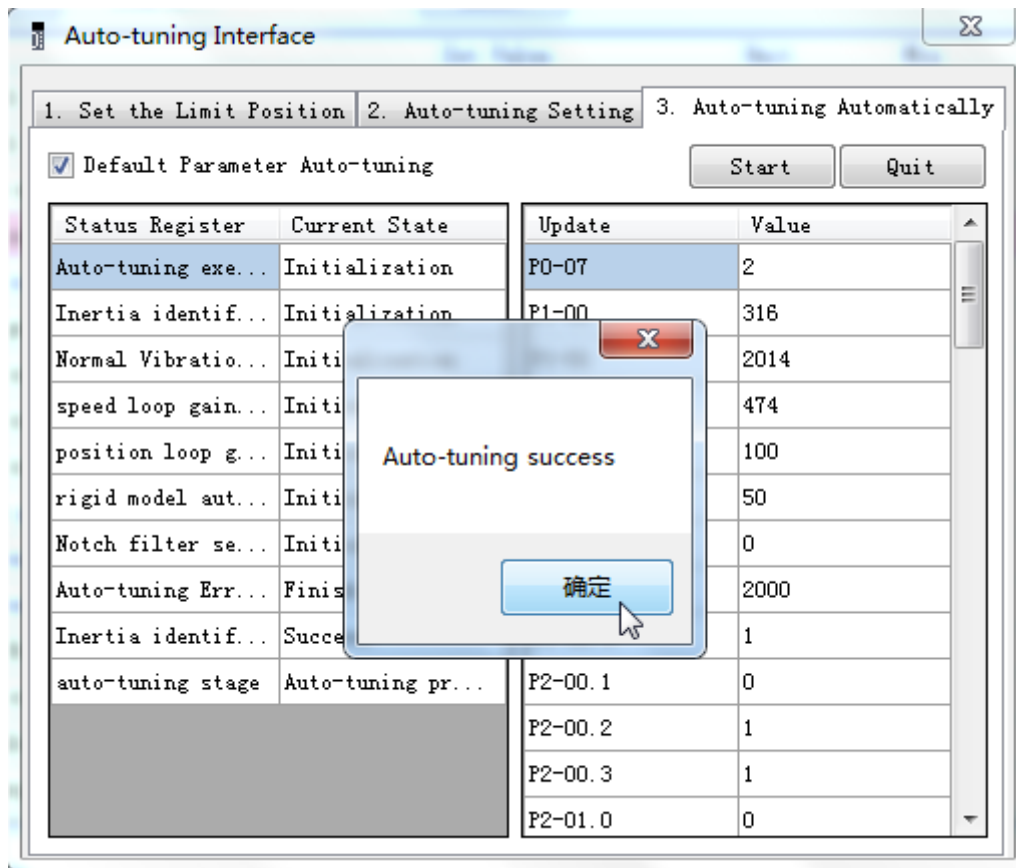 Auto-tuning Interface
1. Set the Limit Position 2. Auto-tuning Setting 3. Auto-tuning Automatically
Default Parameter Auto-tuning Start Quit
Status Register Current State Update Value
Auto-tuning exe... Initialization P0-07 2
Inertia identif... Initialization P1-00 316
Normal Vibratio... Initi 2014
speed loop gain... Initi 474
position loop g... Initi 100
rigid model aut... Initi 50
Notch filter se... Initi 0
Auto-tuning Err... Finis 2000
Inertia identif... Succe 1
auto-tuning stage Auto-tuning pr... P2-00.1 0
P2-00.2 1
P2-00.3 1
P2-01.0 0
Auto-tuning success
确定